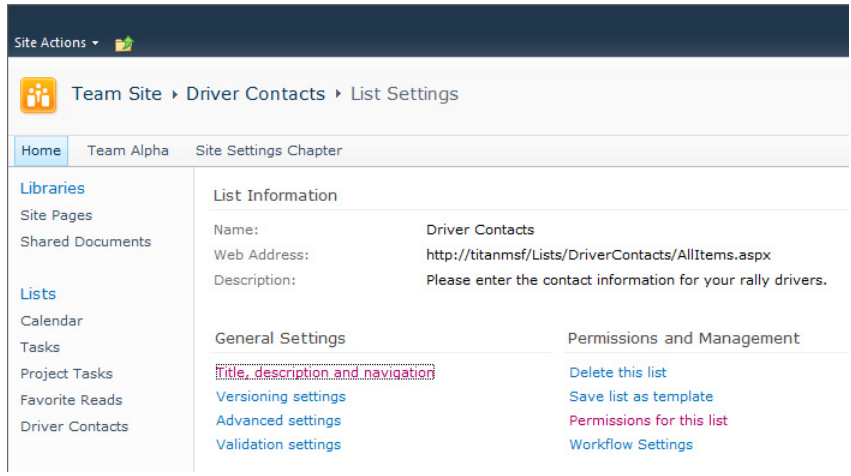 Site Actions
Team Site ▸ Driver Contacts ▸ List Settings
Home Team Alpha Site Settings Chapter
Libraries
Site Pages
Shared Documents
Lists
Calendar
Tasks
Project Tasks
Favorite Reads
Driver Contacts
List Information
Name: Driver Contacts
Web Address: http://titanmsf/Lists/DriverContacts/AllItems.aspx
Description: Please enter the contact information for your rally drivers.
General Settings
Title, description and navigation
Versioning settings
Advanced settings
Validation settings
Permissions and Management
Delete this list
Save list as template
Permissions for this list
Workflow Settings